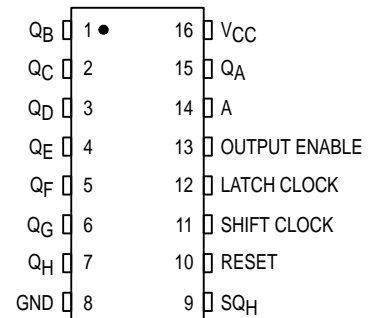 QB 1 16 VCC
QC 2 15 QA
QD 3 14 A
QE 4 13 OUTPUT ENABLE
QF 5 12 LATCH CLOCK
QG 6 11 SHIFT CLOCK
QH 7 10 RESET
GND 8 9 SQH